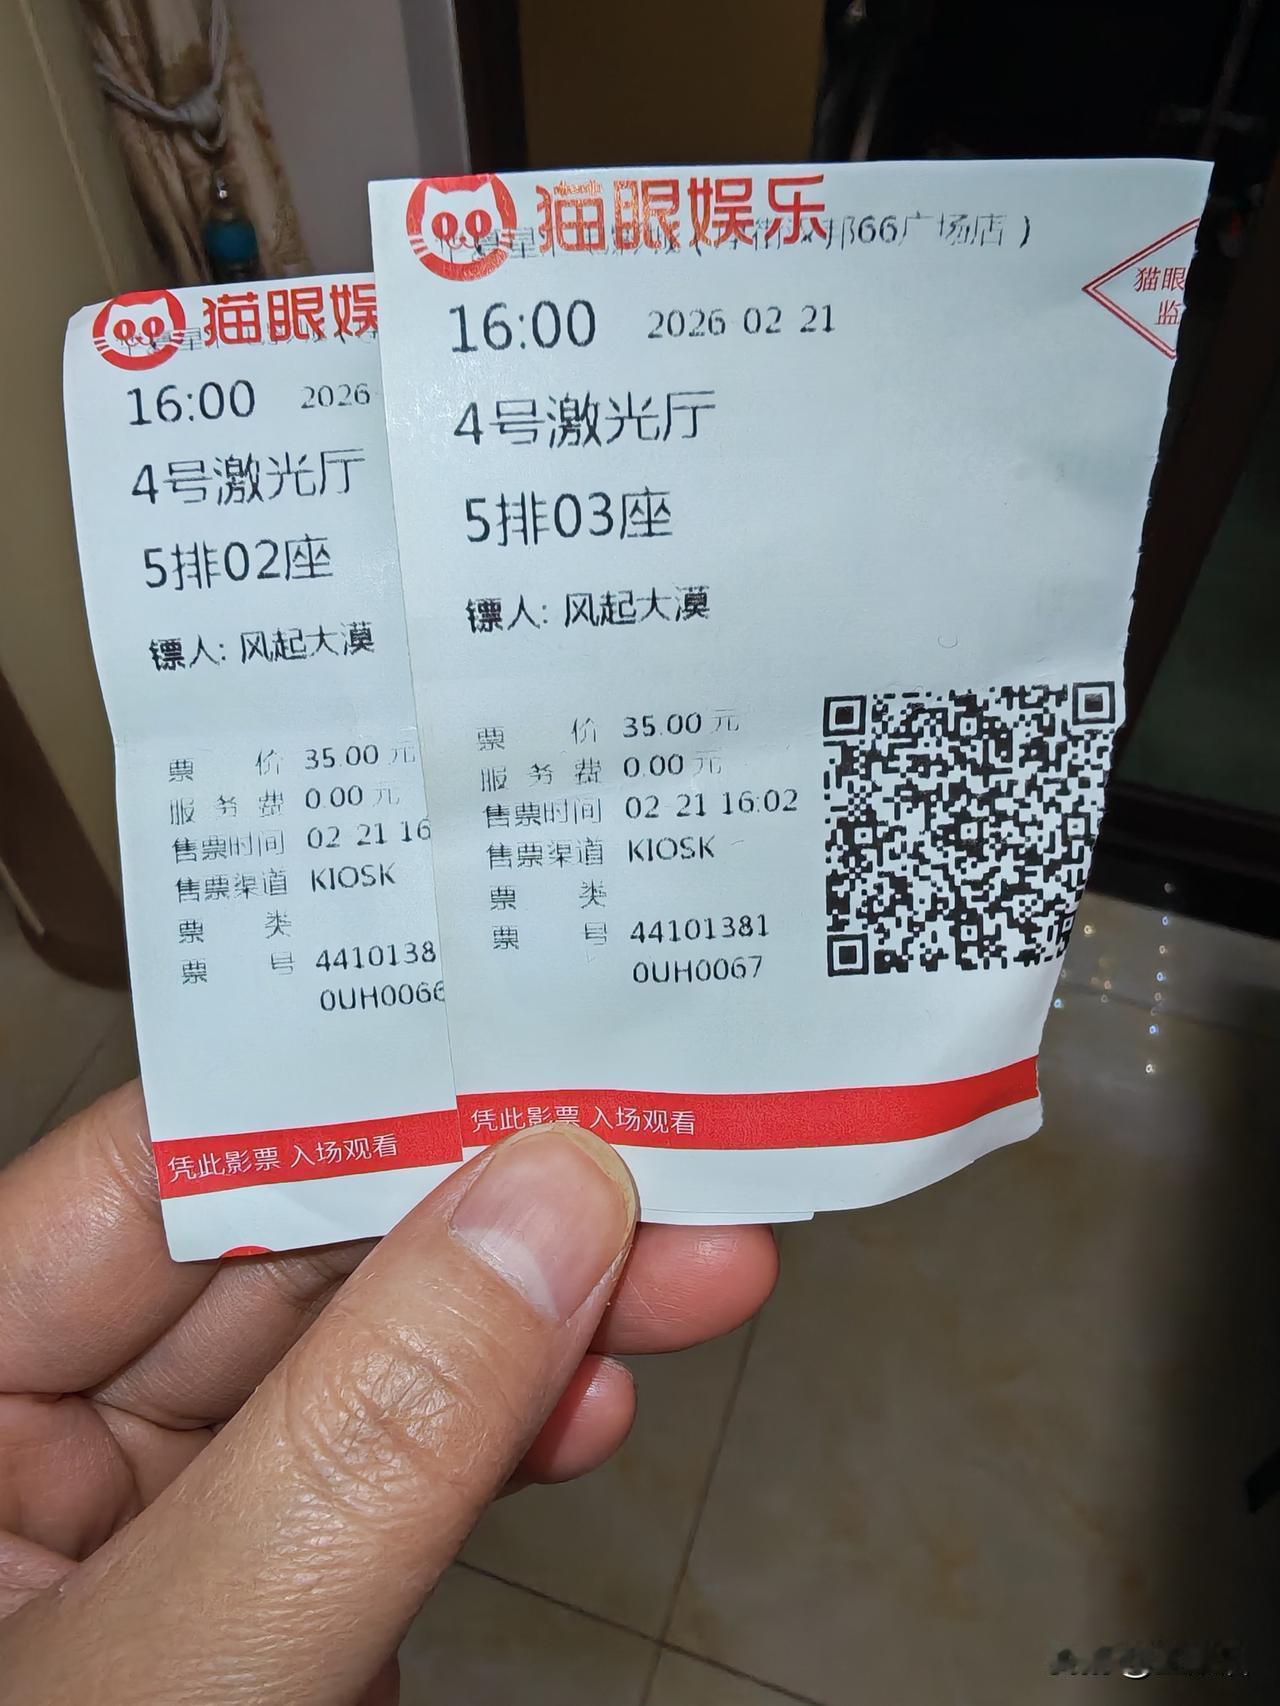 猫眼娱
16:00 2026
4号激光厅
5排02座
镖人: 风起大漠
票 价 35.00 元
服 务 费 0.00 元
售票时间 02 21 16
售票渠道 KIOSK
票 类
票 号 4410138
0UH0066
凭此影票 入场观看
猫眼娱乐
邦66广场店 )
16:00 2026 02 21
猫眼
监
4号激光厅
5排03座
镖人: 风起大漠
票 价 35.00 元
服 务 费 0.00 元
售票时间 02 21 16:02
售票渠道 KIOSK
票 类
票 号 44101381
0UH0067
凭此影票 入场观看